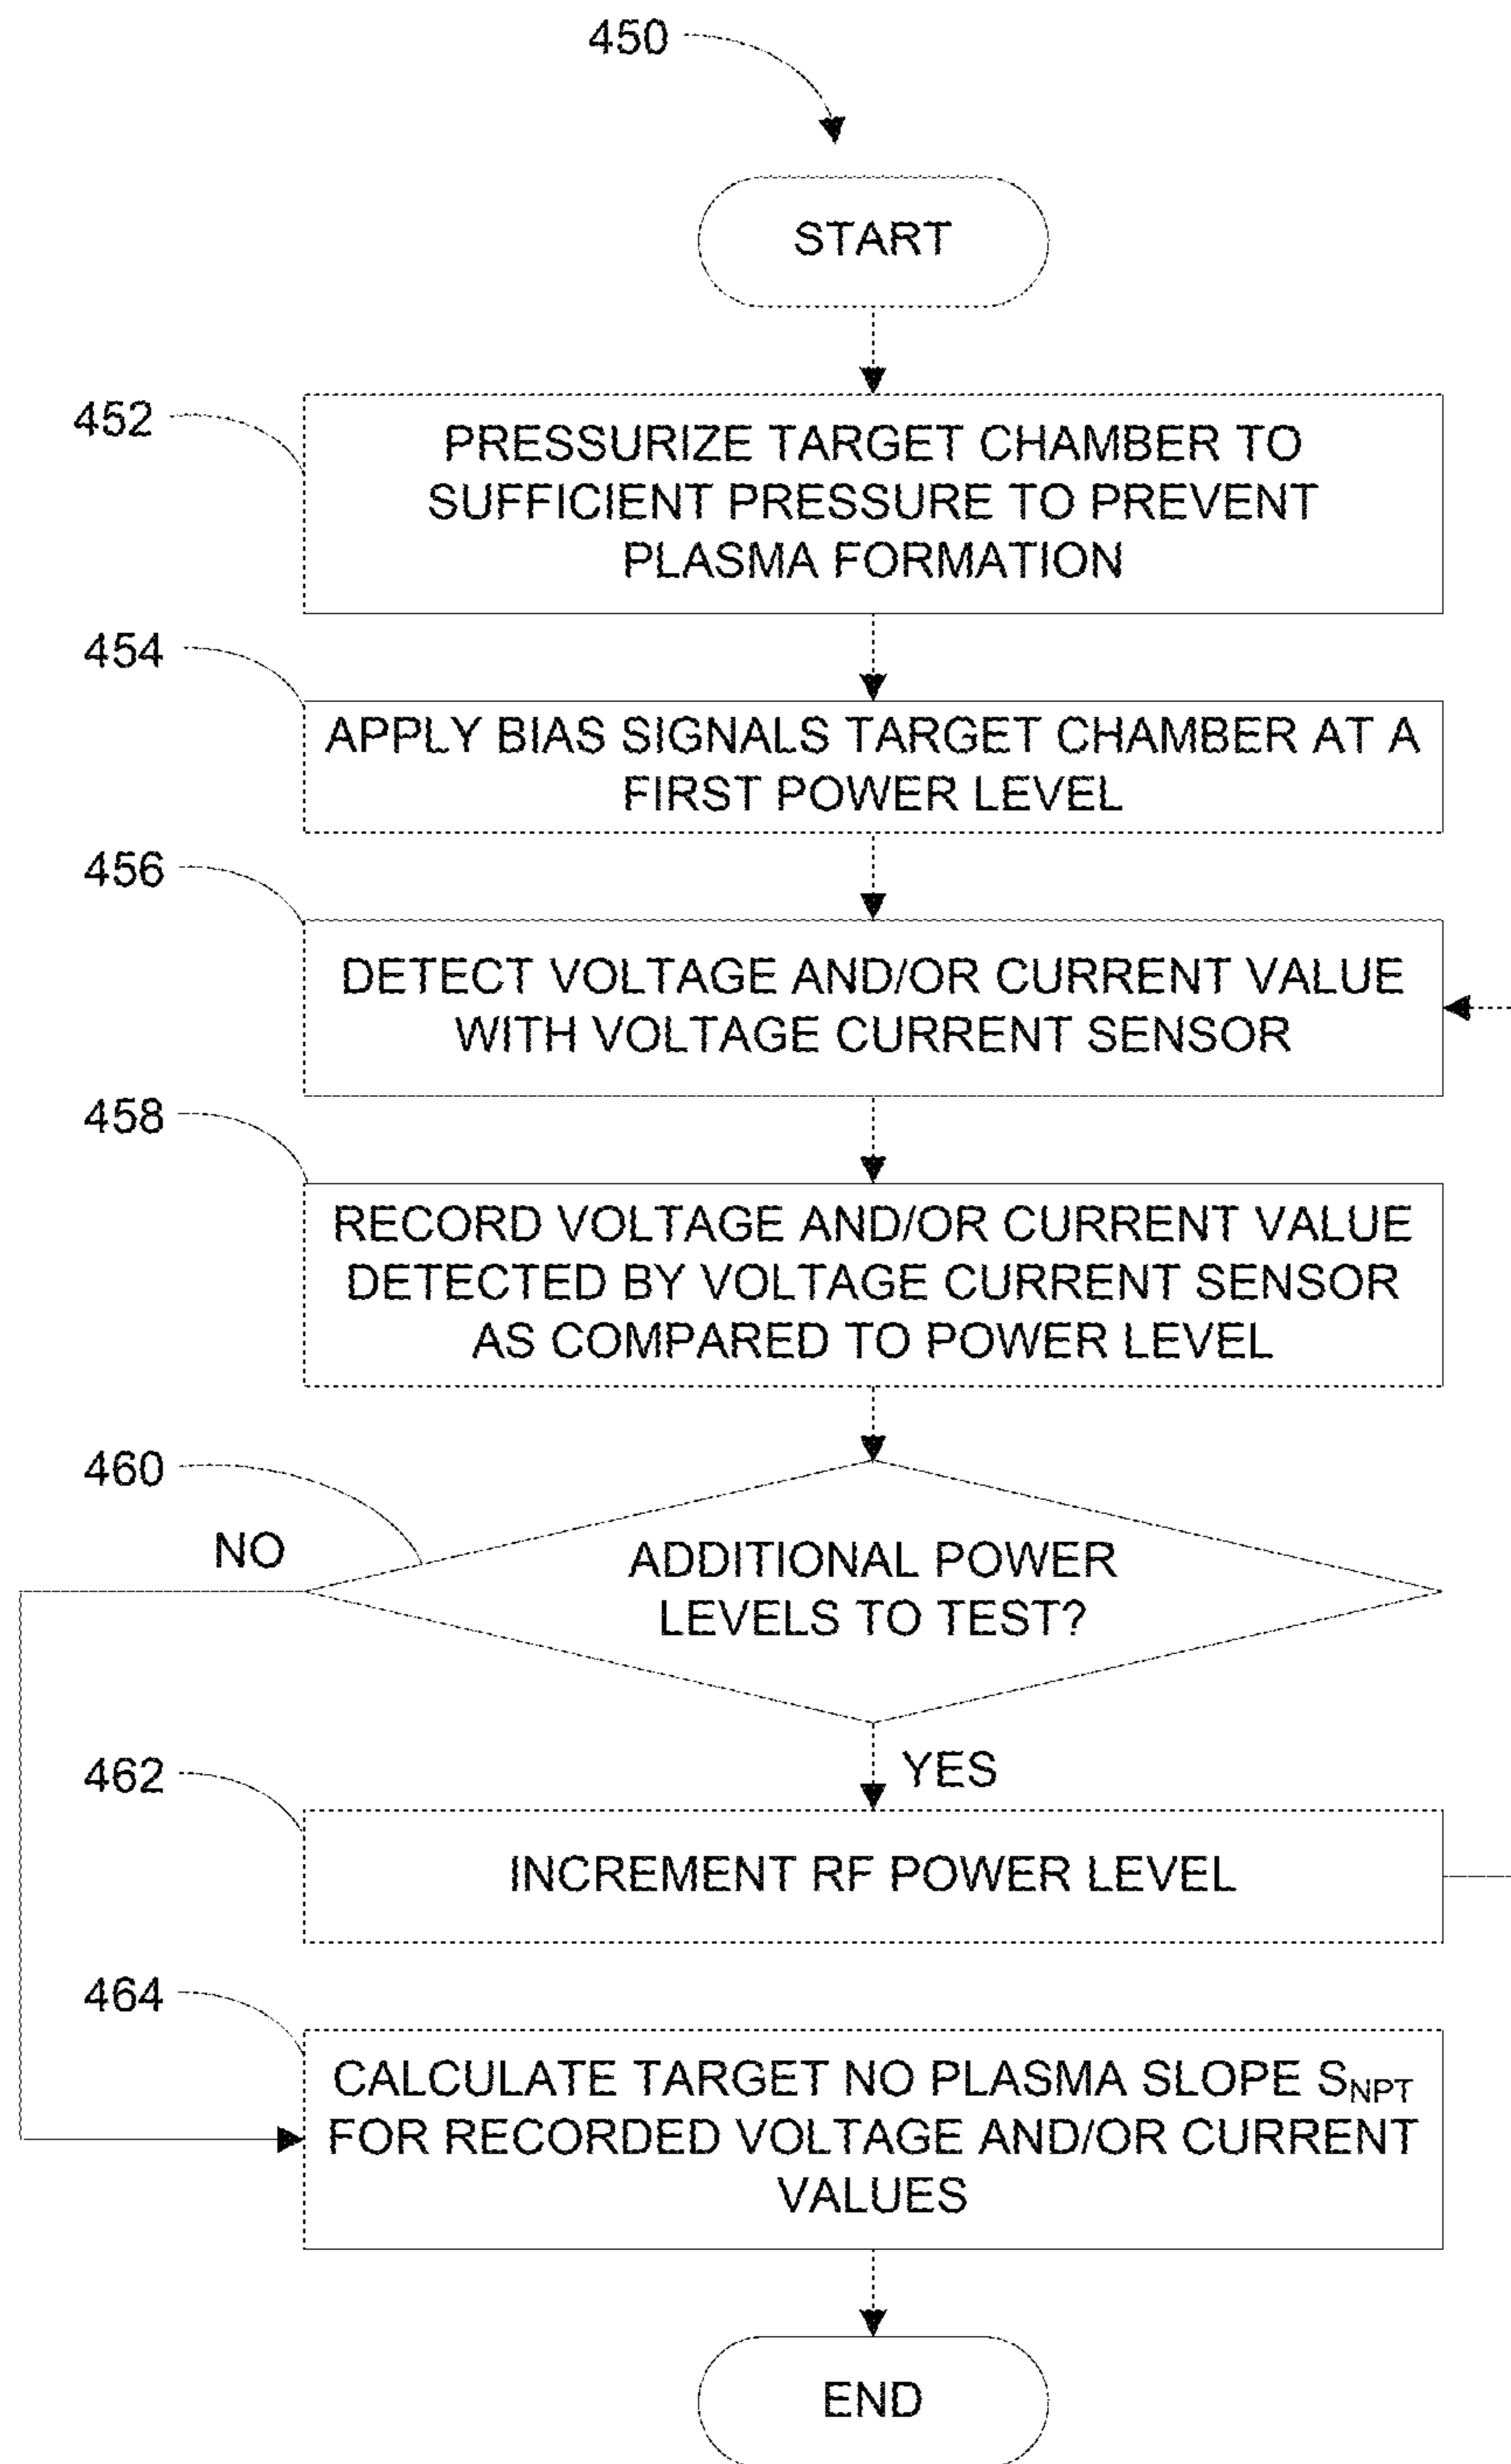 450
START
452
PRESSURIZE TARGET CHAMBER TO
SUFFICIENT PRESSURE TO PREVENT
PLASMA FORMATION
454
APPLY BIAS SIGNALS TARGET CHAMBER AT A
FIRST POWER LEVEL
456
DETECT VOLTAGE AND/OR CURRENT VALUE
WITH VOLTAGE CURRENT SENSOR
458
RECORD VOLTAGE AND/OR CURRENT VALUE
DETECTED BY VOLTAGE CURRENT SENSOR
AS COMPARED TO POWER LEVEL
460
NO
ADDITIONAL POWER
LEVELS TO TEST?
YES
462
INCREMENT RF POWER LEVEL
464
CALCULATE TARGET NO PLASMA SLOPE SNPT
FOR RECORDED VOLTAGE AND/OR CURRENT
VALUES
END